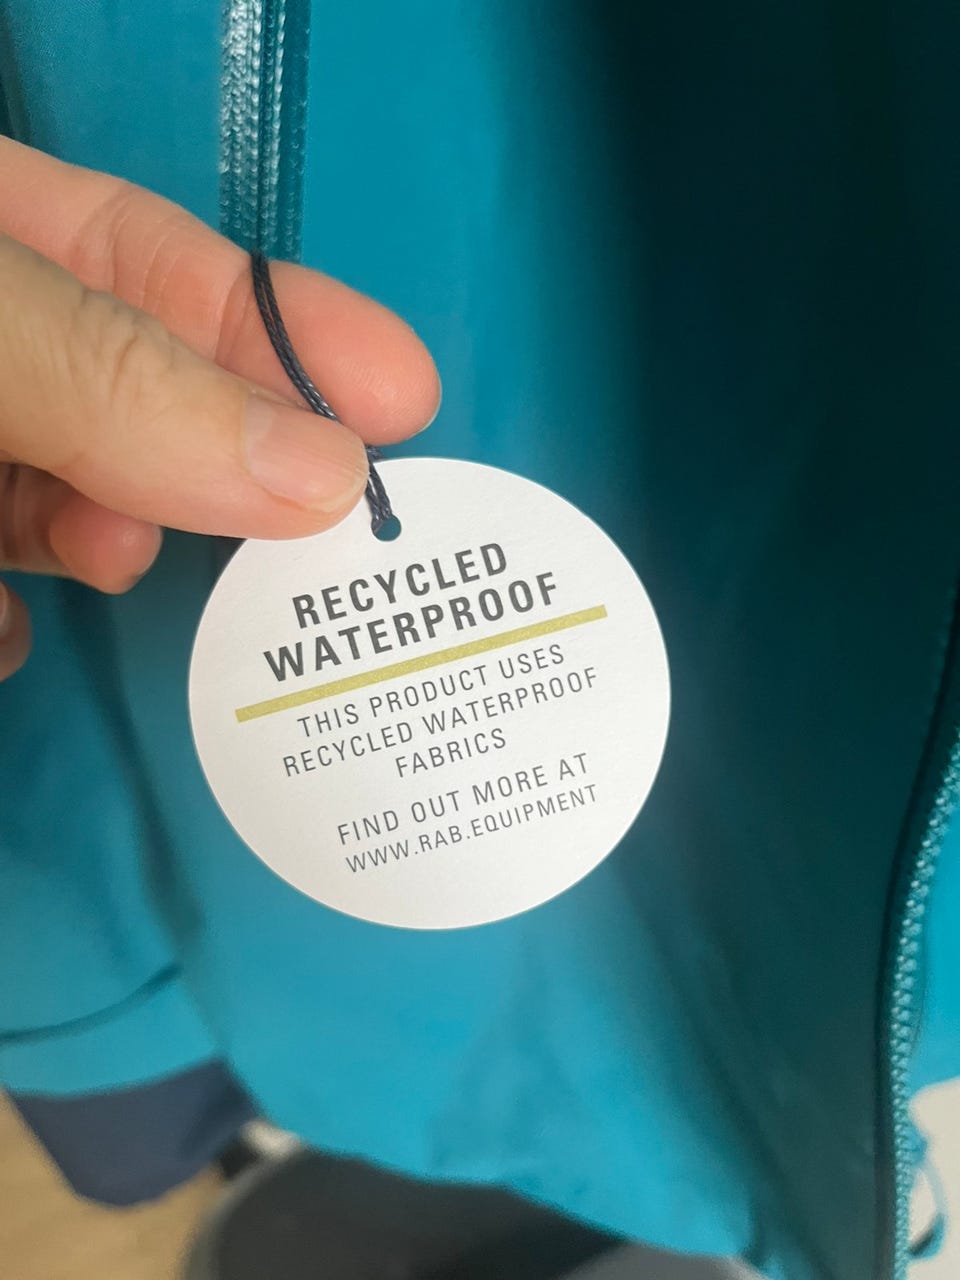 RECYCLED
WATERPROOF
THIS PRODUCT USES
RECYCLED WATERPROOF
FABRICS
FIND OUT MORE AT
WWW.RAB.EQUIPMENT